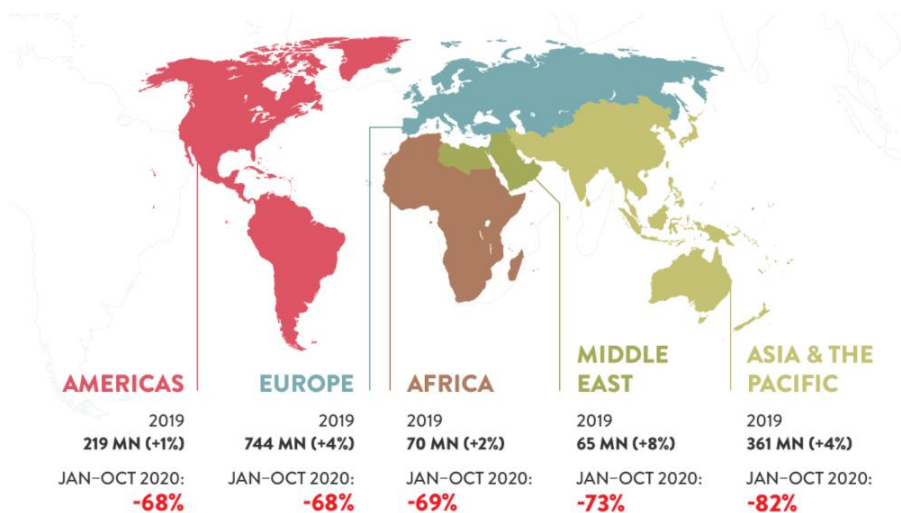 AMERICAS
2019
219 MN (+1%)
JAN–OCT 2020:
-68%
EUROPE
2019
744 MN (+4%)
JAN–OCT 2020:
-68%
AFRICA
2019
70 MN (+2%)
JAN–OCT 2020:
-69%
MIDDLE
EAST
2019
65 MN (+8%)
JAN–OCT 2020:
-73%
ASIA & THE
PACIFIC
2019
361 MN (+4%)
JAN–OCT 2020:
-82%